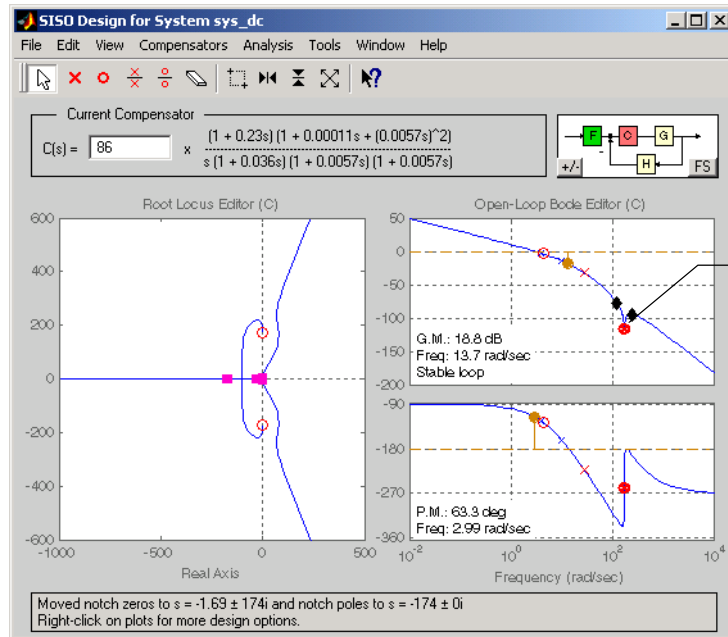 SISO Design for System sys_dc
File Edit View Compensators Analysis Tools Window Help
Current Compensator
(1 + 0.23s) (1 + 0.00011s + (0.0057s)^2)
C(s) = 86 x
s (1 + 0.036s) (1 + 0.0057s) (1 + 0.0057s)
F C G
H
+/- FS
Root Locus Editor (C)
600
400
200
0
-200
-400
-600
-1000 -500 0 500
Real Axis
Open-Loop Bode Editor (C)
50
0
-50
-100
-150
-200
G.M.: 18.8 dB
Freq: 13.7 rad/sec
Stable loop
-90
-180
-270
-360
P.M.: 63.3 deg
Freq: 2.99 rad/sec
10^-2 10^0 10^2 10^4
Frequency (rad/sec)
Moved notch zeros to s = -1.69 ± 174i and notch poles to s = -174 ± 0i
Right-click on plots for more design options.